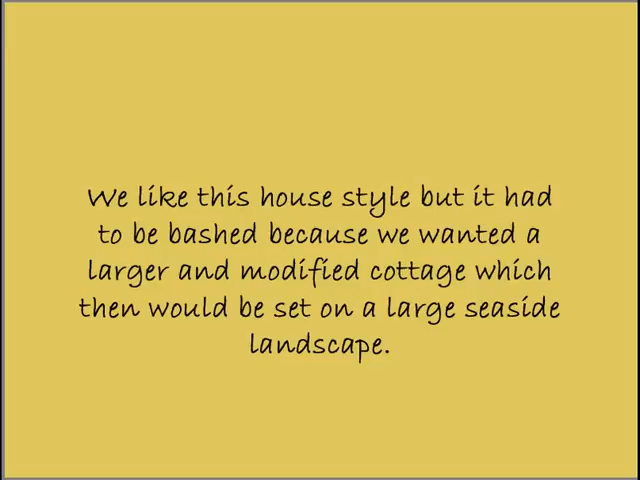 We like this house style but it had
to be bashed because we wanted a
larger and modified cottage which
then would be set on a large seaside
landscape.